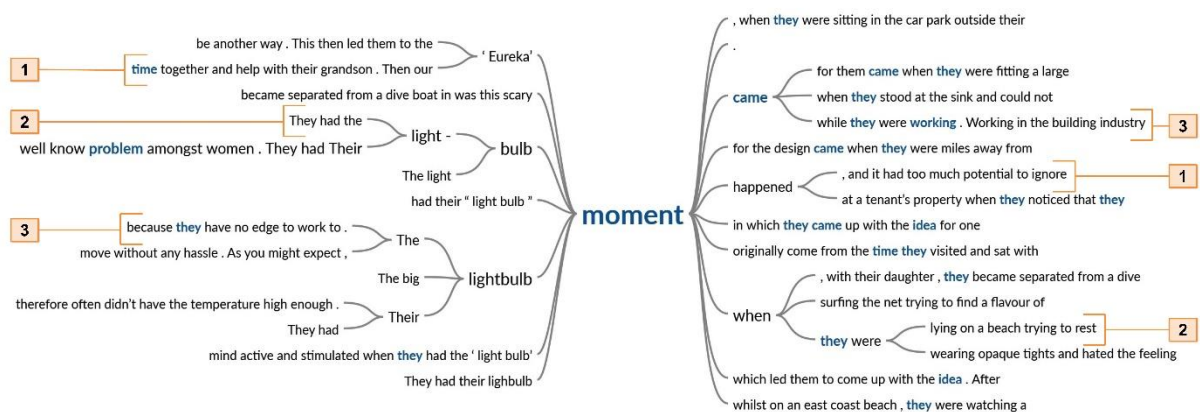 be another way . This then led them to the
time together and help with their grandson . Then our
‘ Eureka’
1
became separated from a dive boat in was this scary
2
They had the
well know problem amongst women . They had Their
light -
The light
bulb
had their “ light bulb ”
3
because they have no edge to work to .
move without any hassle . As you might expect ,
The
The big
lightbulb
therefore often didn’t have the temperature high enough .
They had
Their
mind active and stimulated when they had the ‘ light bulb’
They had their lighbulb
moment
, when they were sitting in the car park outside their
.
came
for them came when they were fitting a large
when they stood at the sink and could not
while they were working . Working in the building industry
3
for the design came when they were miles away from
happened
, and it had too much potential to ignore
1
at a tenant’s property when they noticed that they
in which they came up with the idea for one
originally come from the time they visited and sat with
when
, with their daughter , they became separated from a dive
surfing the net trying to find a flavour of
they were
lying on a beach trying to rest
2
wearing opaque tights and hated the feeling
which led them to come up with the idea . After
whilst on an east coast beach , they were watching a